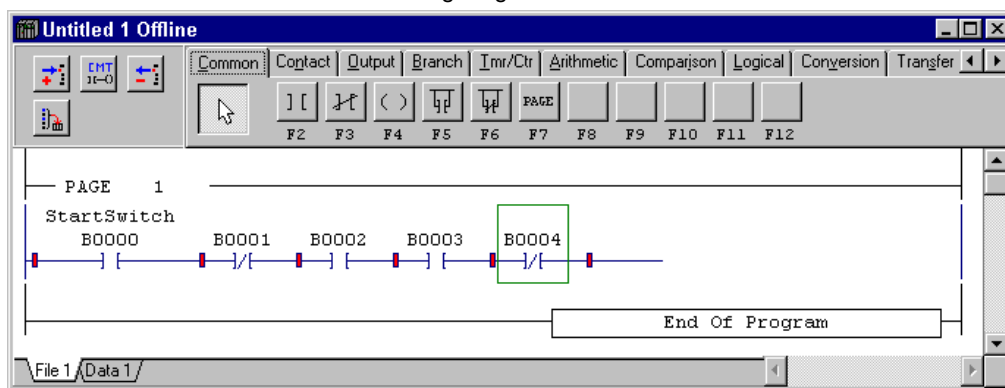 Untitled 1 Offline
Common Contact Output Branch Tmr/Ctr Arithmetic Comparison Logical Conversion Transfer
CMT
PAGE
F2 F3 F4 F5 F6 F7 F8 F9 F10 F11 F12
PAGE 1
StartSwitch
B0000 B0001 B0002 B0003 B0004
End Of Program
File 1 Data 1